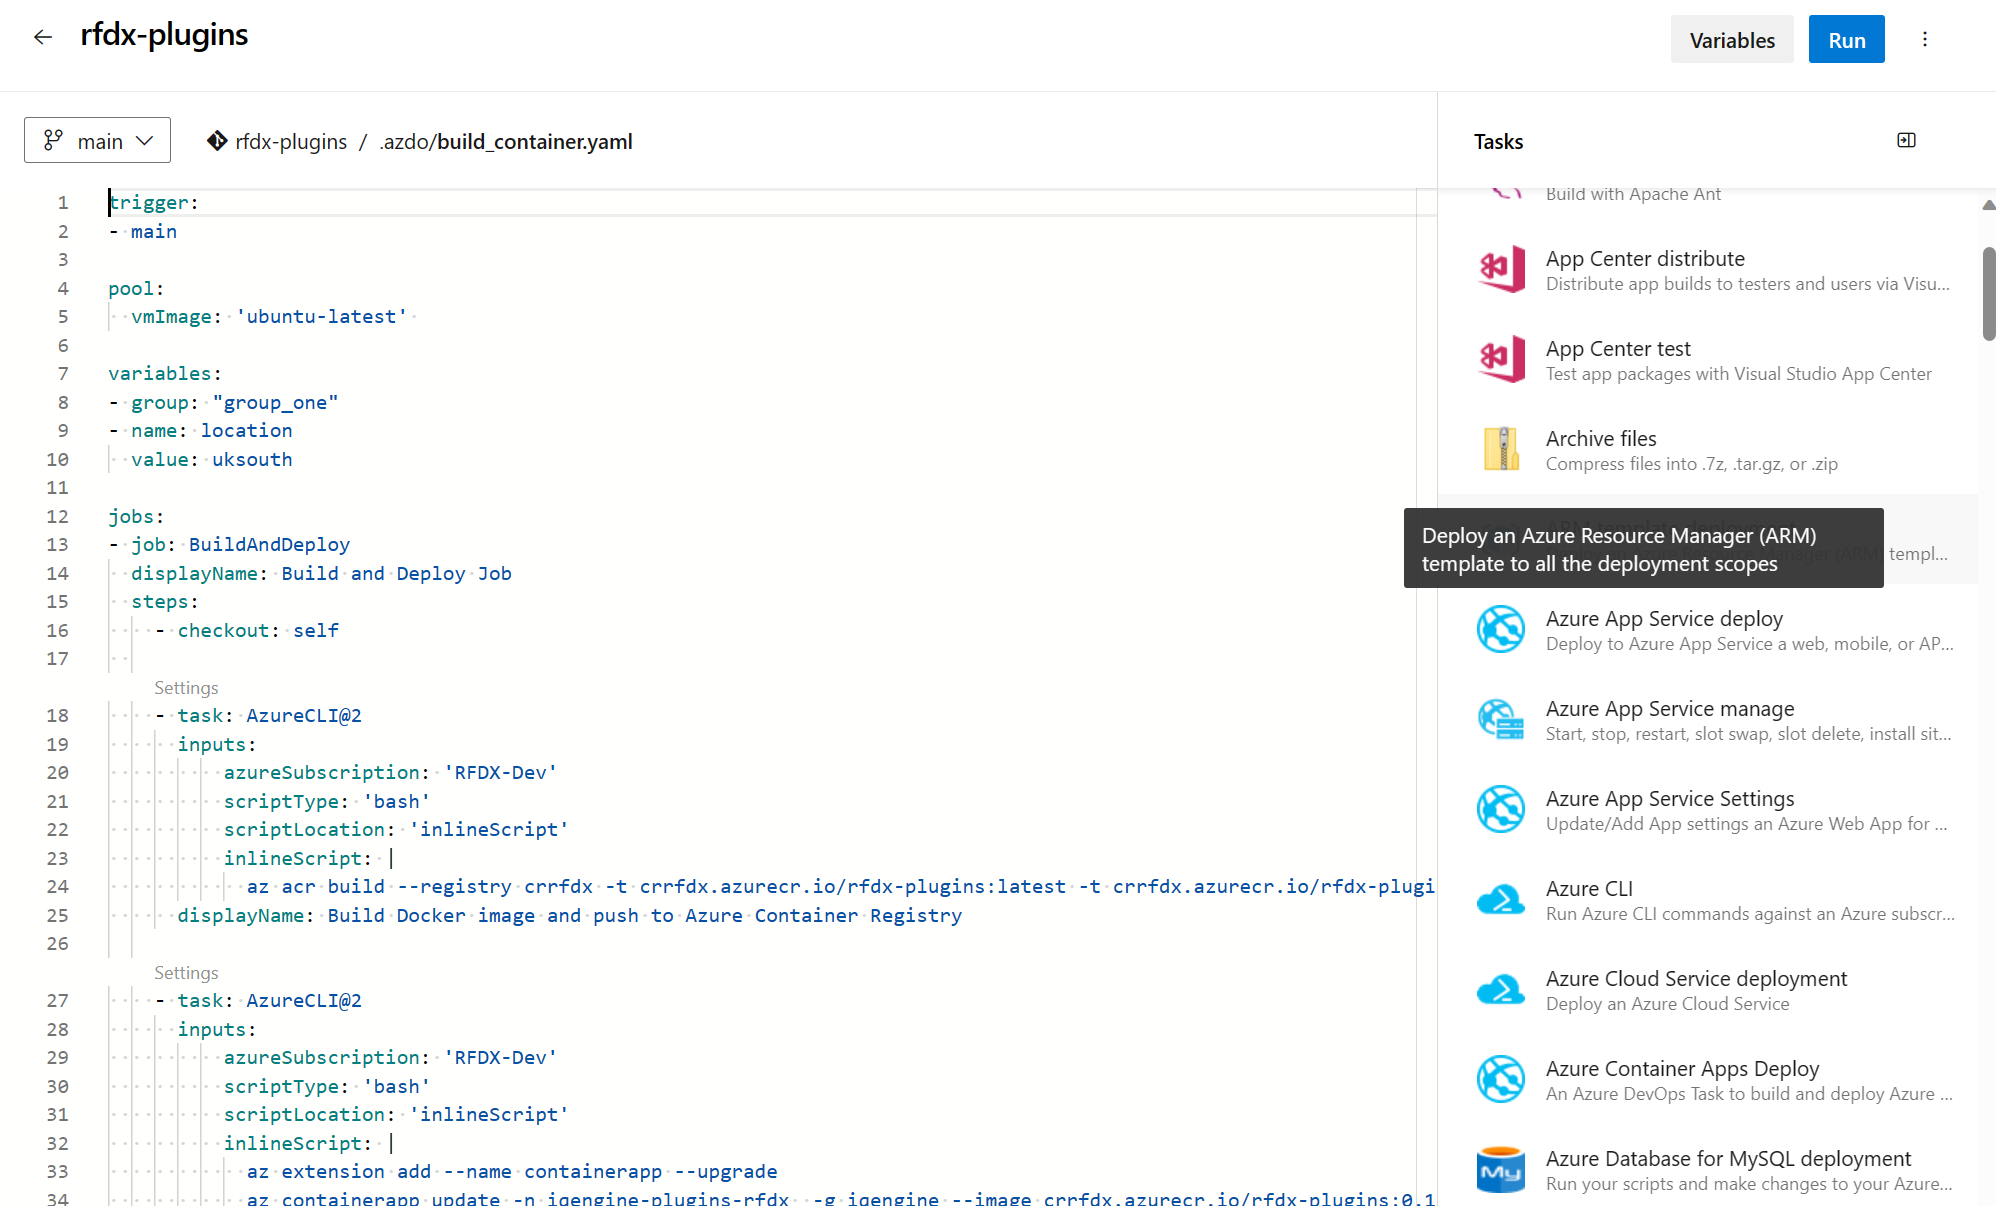 rfdx-plugins
Variables
Run
main
rfdx-plugins / .azdo/build_container.yaml
Tasks
1 trigger:
2 - main
3
4 pool:
5 vmImage: 'ubuntu-latest'
6
7 variables:
8 - group: "group_one"
9 - name: location
10 value: uksouth
11
12 jobs:
13 - job: BuildAndDeploy
14 displayName: Build and Deploy Job
15 steps:
16 - checkout: self
17
Settings
18 - task: AzureCLI@2
19 inputs:
20 azureSubscription: 'RFDX-Dev'
21 scriptType: 'bash'
22 scriptLocation: 'inlineScript'
23 inlineScript: |
24 az acr build --registry crrfdx -t crrfdx.azurecr.io/rfdx-plugins:latest -t crrfdx.azurecr.io/rfdx-plugi
25 displayName: Build Docker image and push to Azure Container Registry
26
Settings
27 - task: AzureCLI@2
28 inputs:
29 azureSubscription: 'RFDX-Dev'
30 scriptType: 'bash'
31 scriptLocation: 'inlineScript'
32 inlineScript: |
33 az extension add --name containerapp --upgrade
34 az containerapp update -n iqengine-plugins-rfdx -g iqengine --image crrfdx.azurecr.io/rfdx-plugins:0.1
Build with Apache Ant
App Center distribute
Distribute app builds to testers and users via Visu...
App Center test
Test app packages with Visual Studio App Center
Archive files
Compress files into .7z, .tar.gz, or .zip
Deploy an Azure Resource Manager (ARM)
template to all the deployment scopes
templ...
Azure App Service deploy
Deploy to Azure App Service a web, mobile, or AP...
Azure App Service manage
Start, stop, restart, slot swap, slot delete, install sit...
Azure App Service Settings
Update/Add App settings an Azure Web App for ...
Azure CLI
Run Azure CLI commands against an Azure subscr...
Azure Cloud Service deployment
Deploy an Azure Cloud Service
Azure Container Apps Deploy
An Azure DevOps Task to build and deploy Azure ...
Azure Database for MySQL deployment
Run your scripts and make changes to your Azure...
My